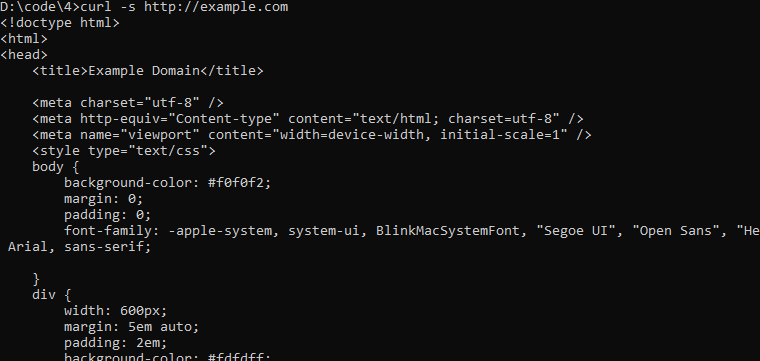 D:\code\4>curl -s http://example.com
<!doctype html>
<html>
<head>
    <title>Example Domain</title>

    <meta charset="utf-8" />
    <meta http-equiv="Content-type" content="text/html; charset=utf-8" />
    <meta name="viewport" content="width=device-width, initial-scale=1" />
    <style type="text/css">
    body {
        background-color: #f0f0f2;
        margin: 0;
        padding: 0;
        font-family: -apple-system, system-ui, BlinkMacSystemFont, "Segoe UI", "Open Sans", "He
 Arial, sans-serif;

    }
    div {
        width: 600px;
        margin: 5em auto;
        padding: 2em;
        background-color: #fdfdff;